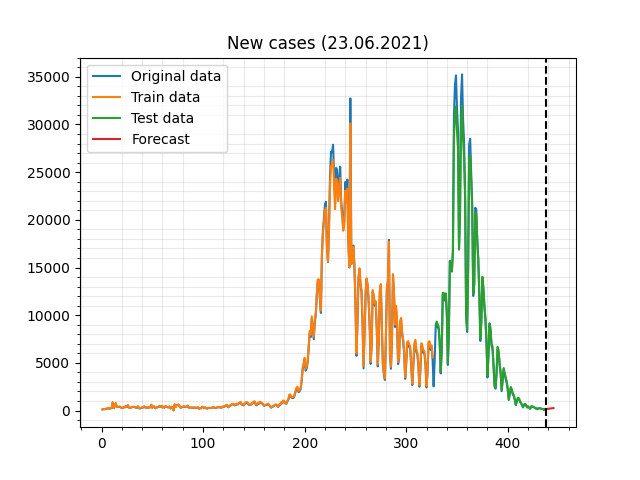 New cases (23.06.2021)
Original data
Train data
Test data
Forecast
35000
30000
25000
20000
15000
10000
5000
0
0 100 200 300 400